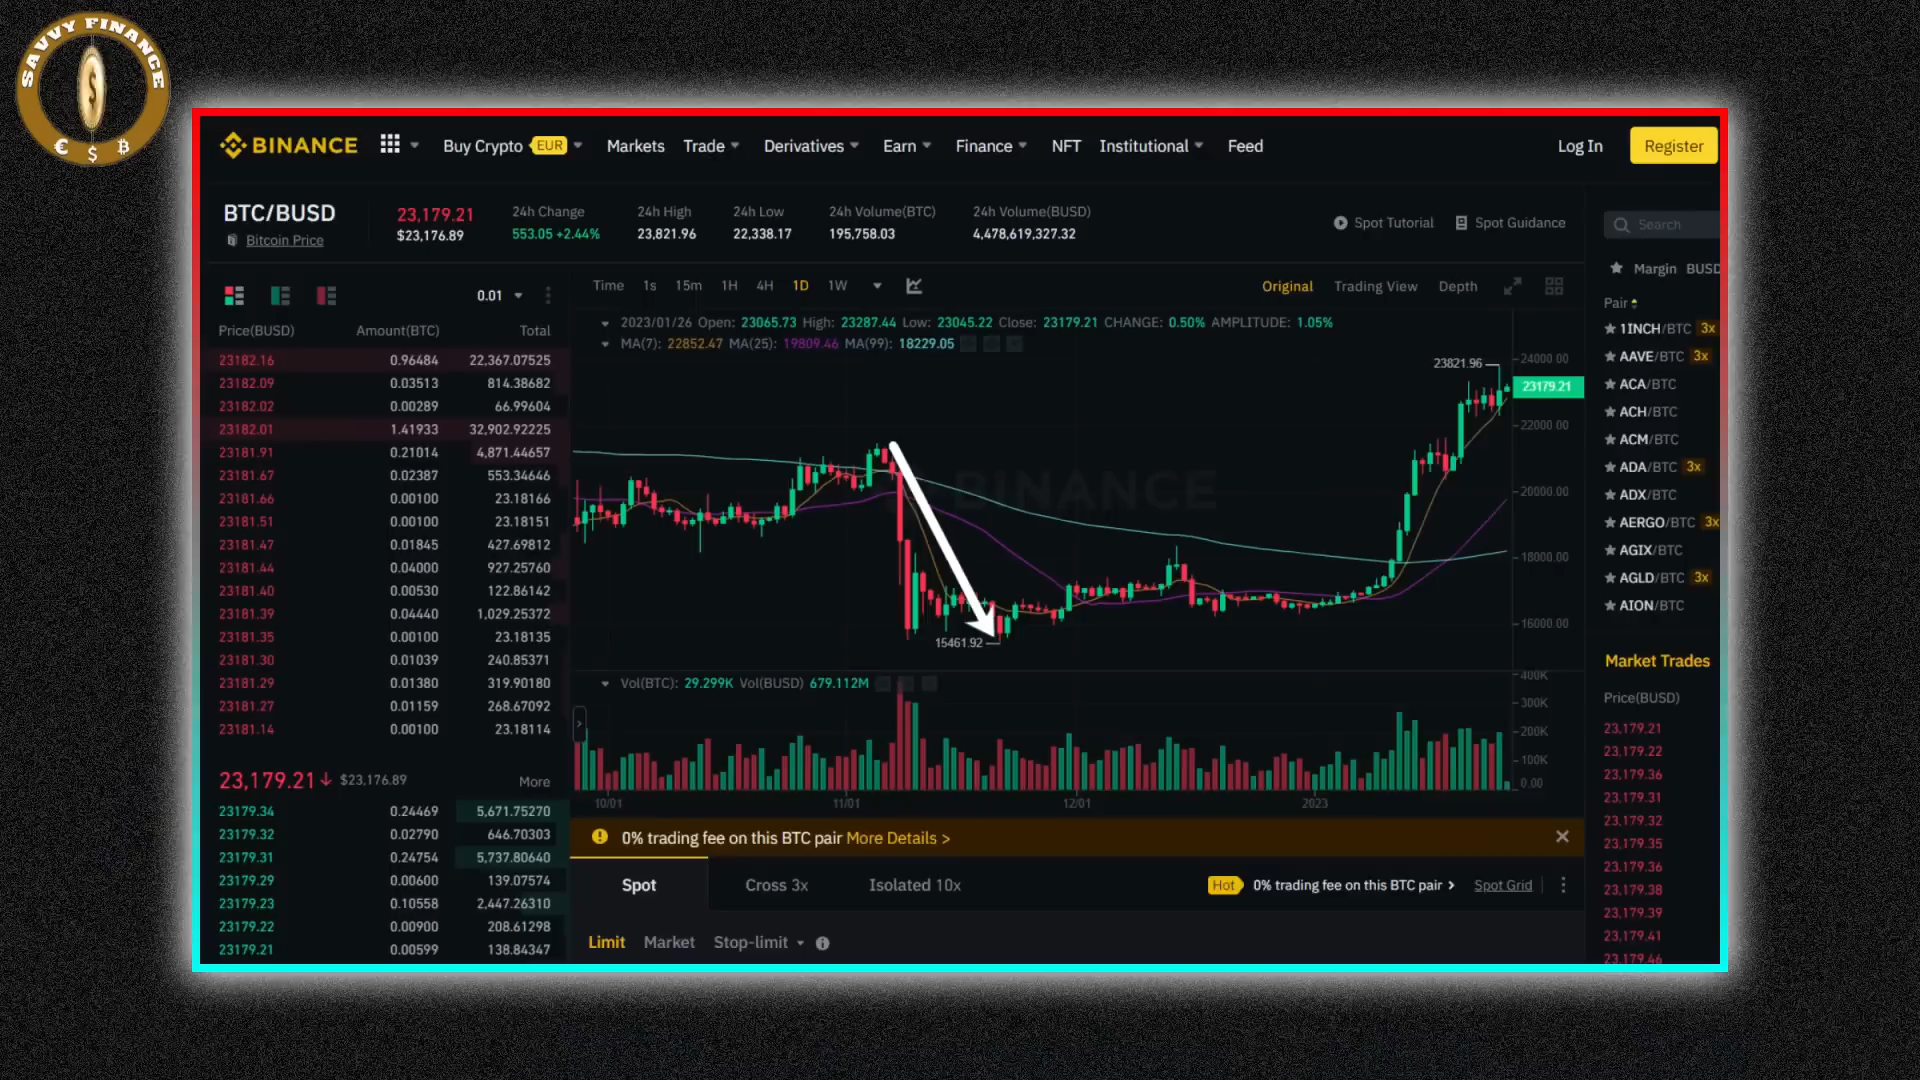 SAVVY FINANCE
€ $ ₿
BINANCE Buy Crypto EUR Markets Trade Derivatives Earn Finance NFT Institutional Feed Log In Register
BTC/BUSD
Bitcoin Price
23,179.21
$23,176.89
24h Change
553.05 +2.44%
24h High
23,821.96
24h Low
22,338.17
24h Volume(BTC)
195,758.03
24h Volume(BUSD)
4,478,619,327.32
Spot Tutorial Spot Guidance
Search
Margin BUSD
0.01
Price(BUSD) Amount(BTC) Total
23182.16 0.96484 22,367.07525
23182.09 0.03513 814.38682
23182.02 0.00289 66.99604
23182.01 1.41933 32,902.92225
23181.91 0.21014 4,871.44657
23181.67 0.02387 553.34646
23181.66 0.00100 23.18166
23181.51 0.00100 23.18151
23181.47 0.01845 427.69812
23181.44 0.04000 927.25760
23181.40 0.00530 122.86142
23181.39 0.04440 1,029.25372
23181.35 0.00100 23.18135
23181.30 0.01039 240.85371
23181.29 0.01380 319.90180
23181.27 0.01159 268.67092
23181.14 0.00100 23.18114
23,179.21↓ $23,176.89 More
23179.34 0.24469 5,671.75270
23179.32 0.02790 646.70303
23179.31 0.24754 5,737.80640
23179.29 0.00600 139.07574
23179.23 0.10558 2,447.26310
23179.22 0.00900 208.61298
23179.21 0.00599 138.84347
Time 1s 15m 1H 4H 1D 1W Original Trading View Depth
2023/01/26 Open: 23065.73 High: 23287.44 Low: 23045.22 Close: 23179.21 CHANGE: 0.50% AMPLITUDE: 1.05%
MA(7): 22852.47 MA(25): 19809.46 MA(99): 18229.05
23821.96
24000.00
23179.21
22000.00
BINANCE
20000.00
18000.00
16000.00
15461.92
Vol(BTC): 29.299K Vol(BUSD) 679.112M
400K
300K
200K
100K
0.00
10/01 11/01 12/01 2023
0% trading fee on this BTC pair More Details >
Spot Cross 3x Isolated 10x
Hot 0% trading fee on this BTC pair > Spot Grid
Limit Market Stop-limit
Pair
1INCH/BTC 3x
AAVE/BTC 3x
ACA/BTC
ACH/BTC
ACM/BTC
ADA/BTC 3x
ADX/BTC
AERGO/BTC 3x
AGIX/BTC
AGLD/BTC 3x
AION/BTC
Market Trades
Price(BUSD)
23,179.21
23,179.22
23,179.36
23,179.31
23,179.32
23,179.35
23,179.36
23,179.38
23,179.39
23,179.41
23,179.46